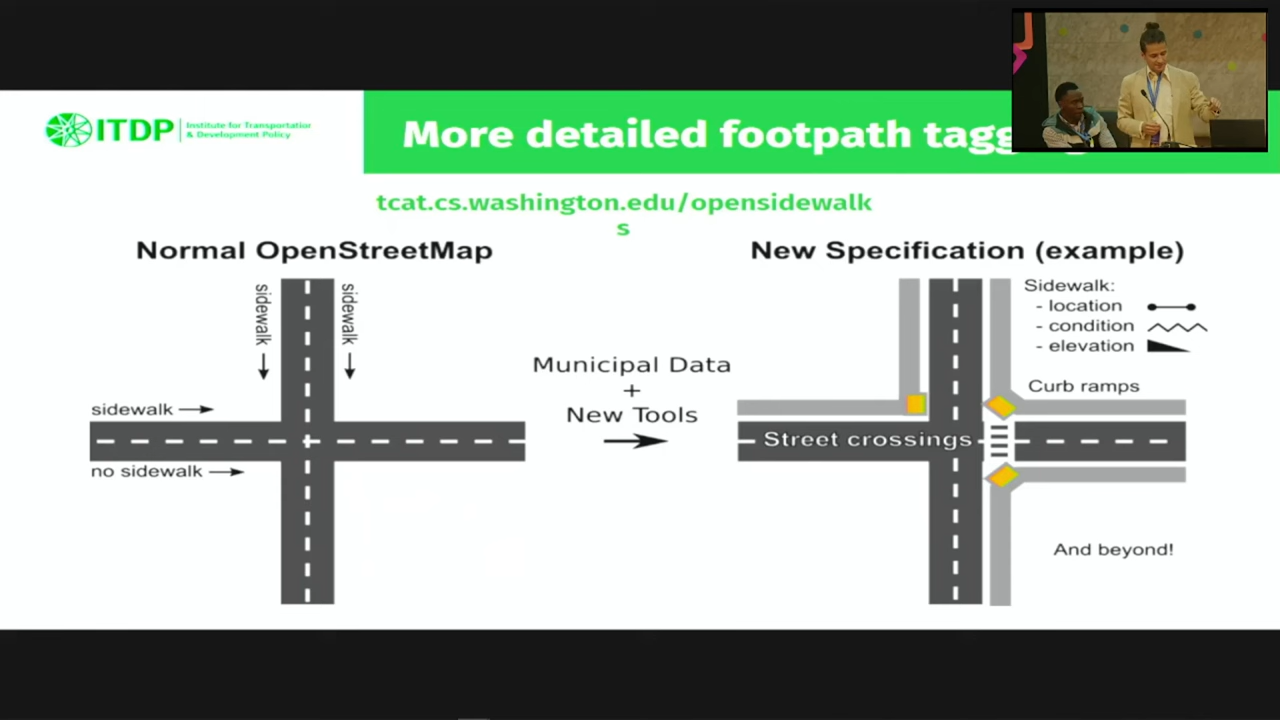 ITDP
Institute for Transportation
& Development Policy
More detailed footpath
tcat.cs.washington.edu/opensidewalk
s
Normal OpenStreetMap
New Specification (example)
sidewalk
sidewalk
sidewalk
no sidewalk
Municipal Data
+
New Tools
Sidewalk:
- location
- condition
- elevation
Curb ramps
Street crossings
And beyond!